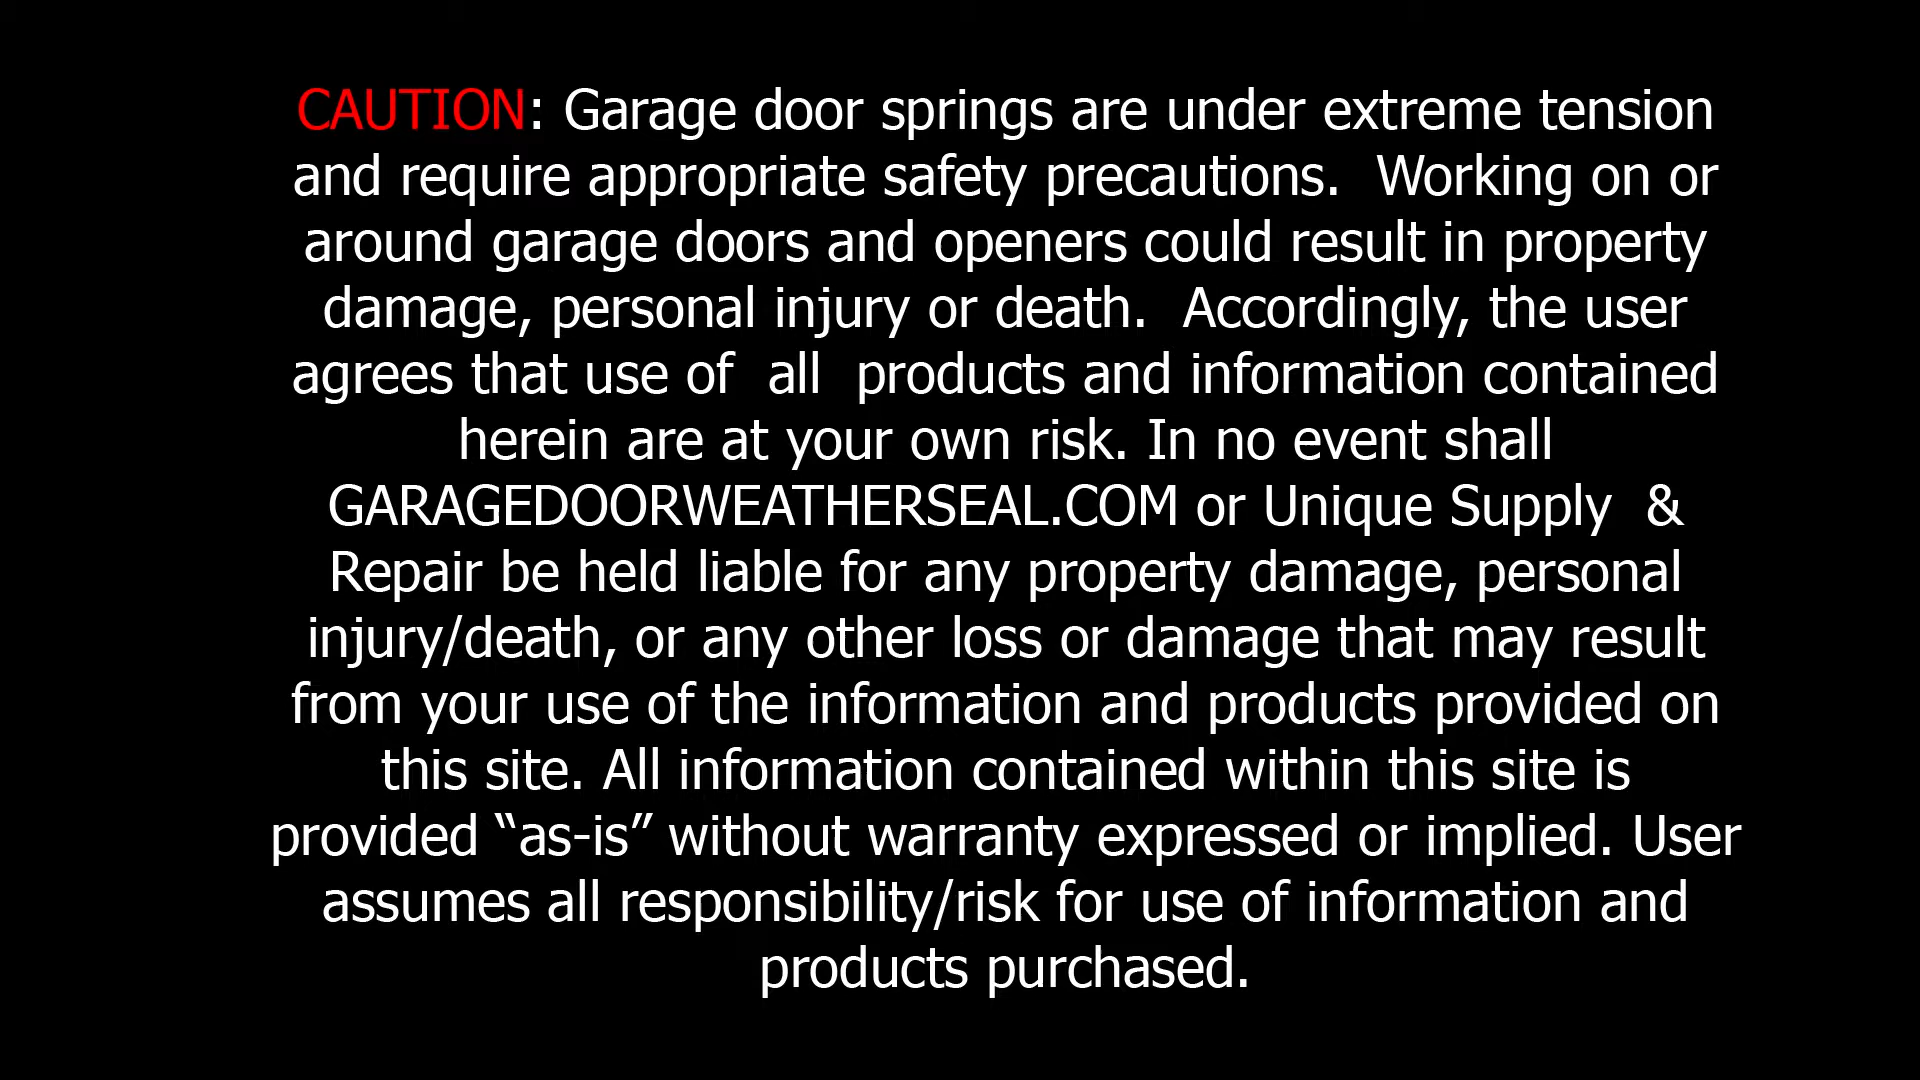 CAUTION: Garage door springs are under extreme tension
and require appropriate safety precautions.  Working on or
around garage doors and openers could result in property
damage, personal injury or death.  Accordingly, the user
agrees that use of  all  products and information contained
herein are at your own risk. In no event shall
GARAGEDOORWEATHERSEAL.COM or Unique Supply  &
Repair be held liable for any property damage, personal
injury/death, or any other loss or damage that may result
from your use of the information and products provided on
this site. All information contained within this site is
provided “as-is” without warranty expressed or implied. User
assumes all responsibility/risk for use of information and
products purchased.